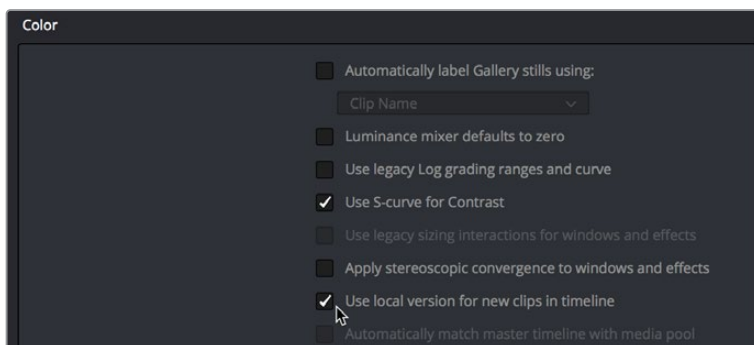 Color
Automatically label Gallery stills using:
Clip Name
Luminance mixer defaults to zero
Use legacy Log grading ranges and curve
Use S-curve for Contrast
Use legacy sizing interactions for windows and effects
Apply stereoscopic convergence to windows and effects
Use local version for new clips in timeline
Automatically match master timeline with media pool